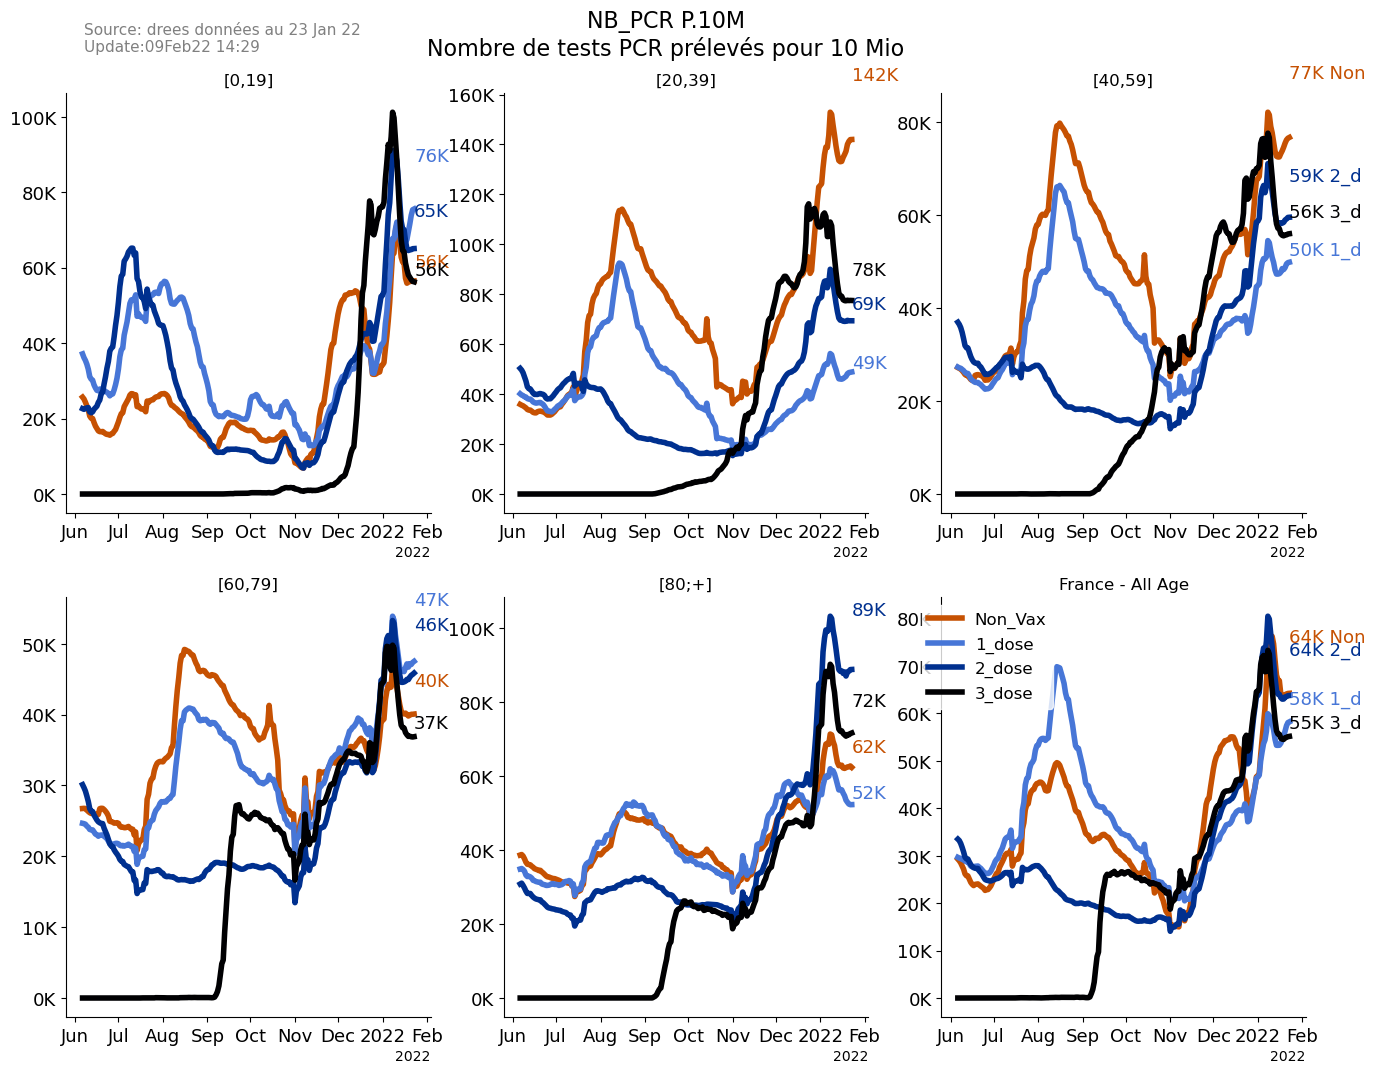 Source: drees données au 23 Jan 22
Update:09Feb22 14:29
NB_PCR P.10M
Nombre de tests PCR prélevés pour 10 Mio
[0,19]
100K
80K
60K
40K
20K
0K
76K
65K
56K
56K
Jun Jul Aug Sep Oct Nov Dec 2022 Feb
2022
[20,39]
160K
140K
120K
100K
80K
60K
40K
20K
0K
142K
78K
69K
49K
Jun Jul Aug Sep Oct Nov Dec 2022 Feb
2022
[40,59]
80K
60K
40K
20K
0K
77K Non
59K 2_d
56K 3_d
50K 1_d
Jun Jul Aug Sep Oct Nov Dec 2022 Feb
2022
[60,79]
50K
40K
30K
20K
10K
0K
47K
46K
40K
37K
Jun Jul Aug Sep Oct Nov Dec 2022 Feb
2022
[80;+]
100K
80K
60K
40K
20K
0K
89K
72K
62K
52K
Jun Jul Aug Sep Oct Nov Dec 2022 Feb
2022
France - All Age
80K
70K
60K
50K
40K
30K
20K
10K
0K
Non_Vax
1_dose
2_dose
3_dose
64K Non
64K 2_d
58K 1_d
55K 3_d
Jun Jul Aug Sep Oct Nov Dec 2022 Feb
2022